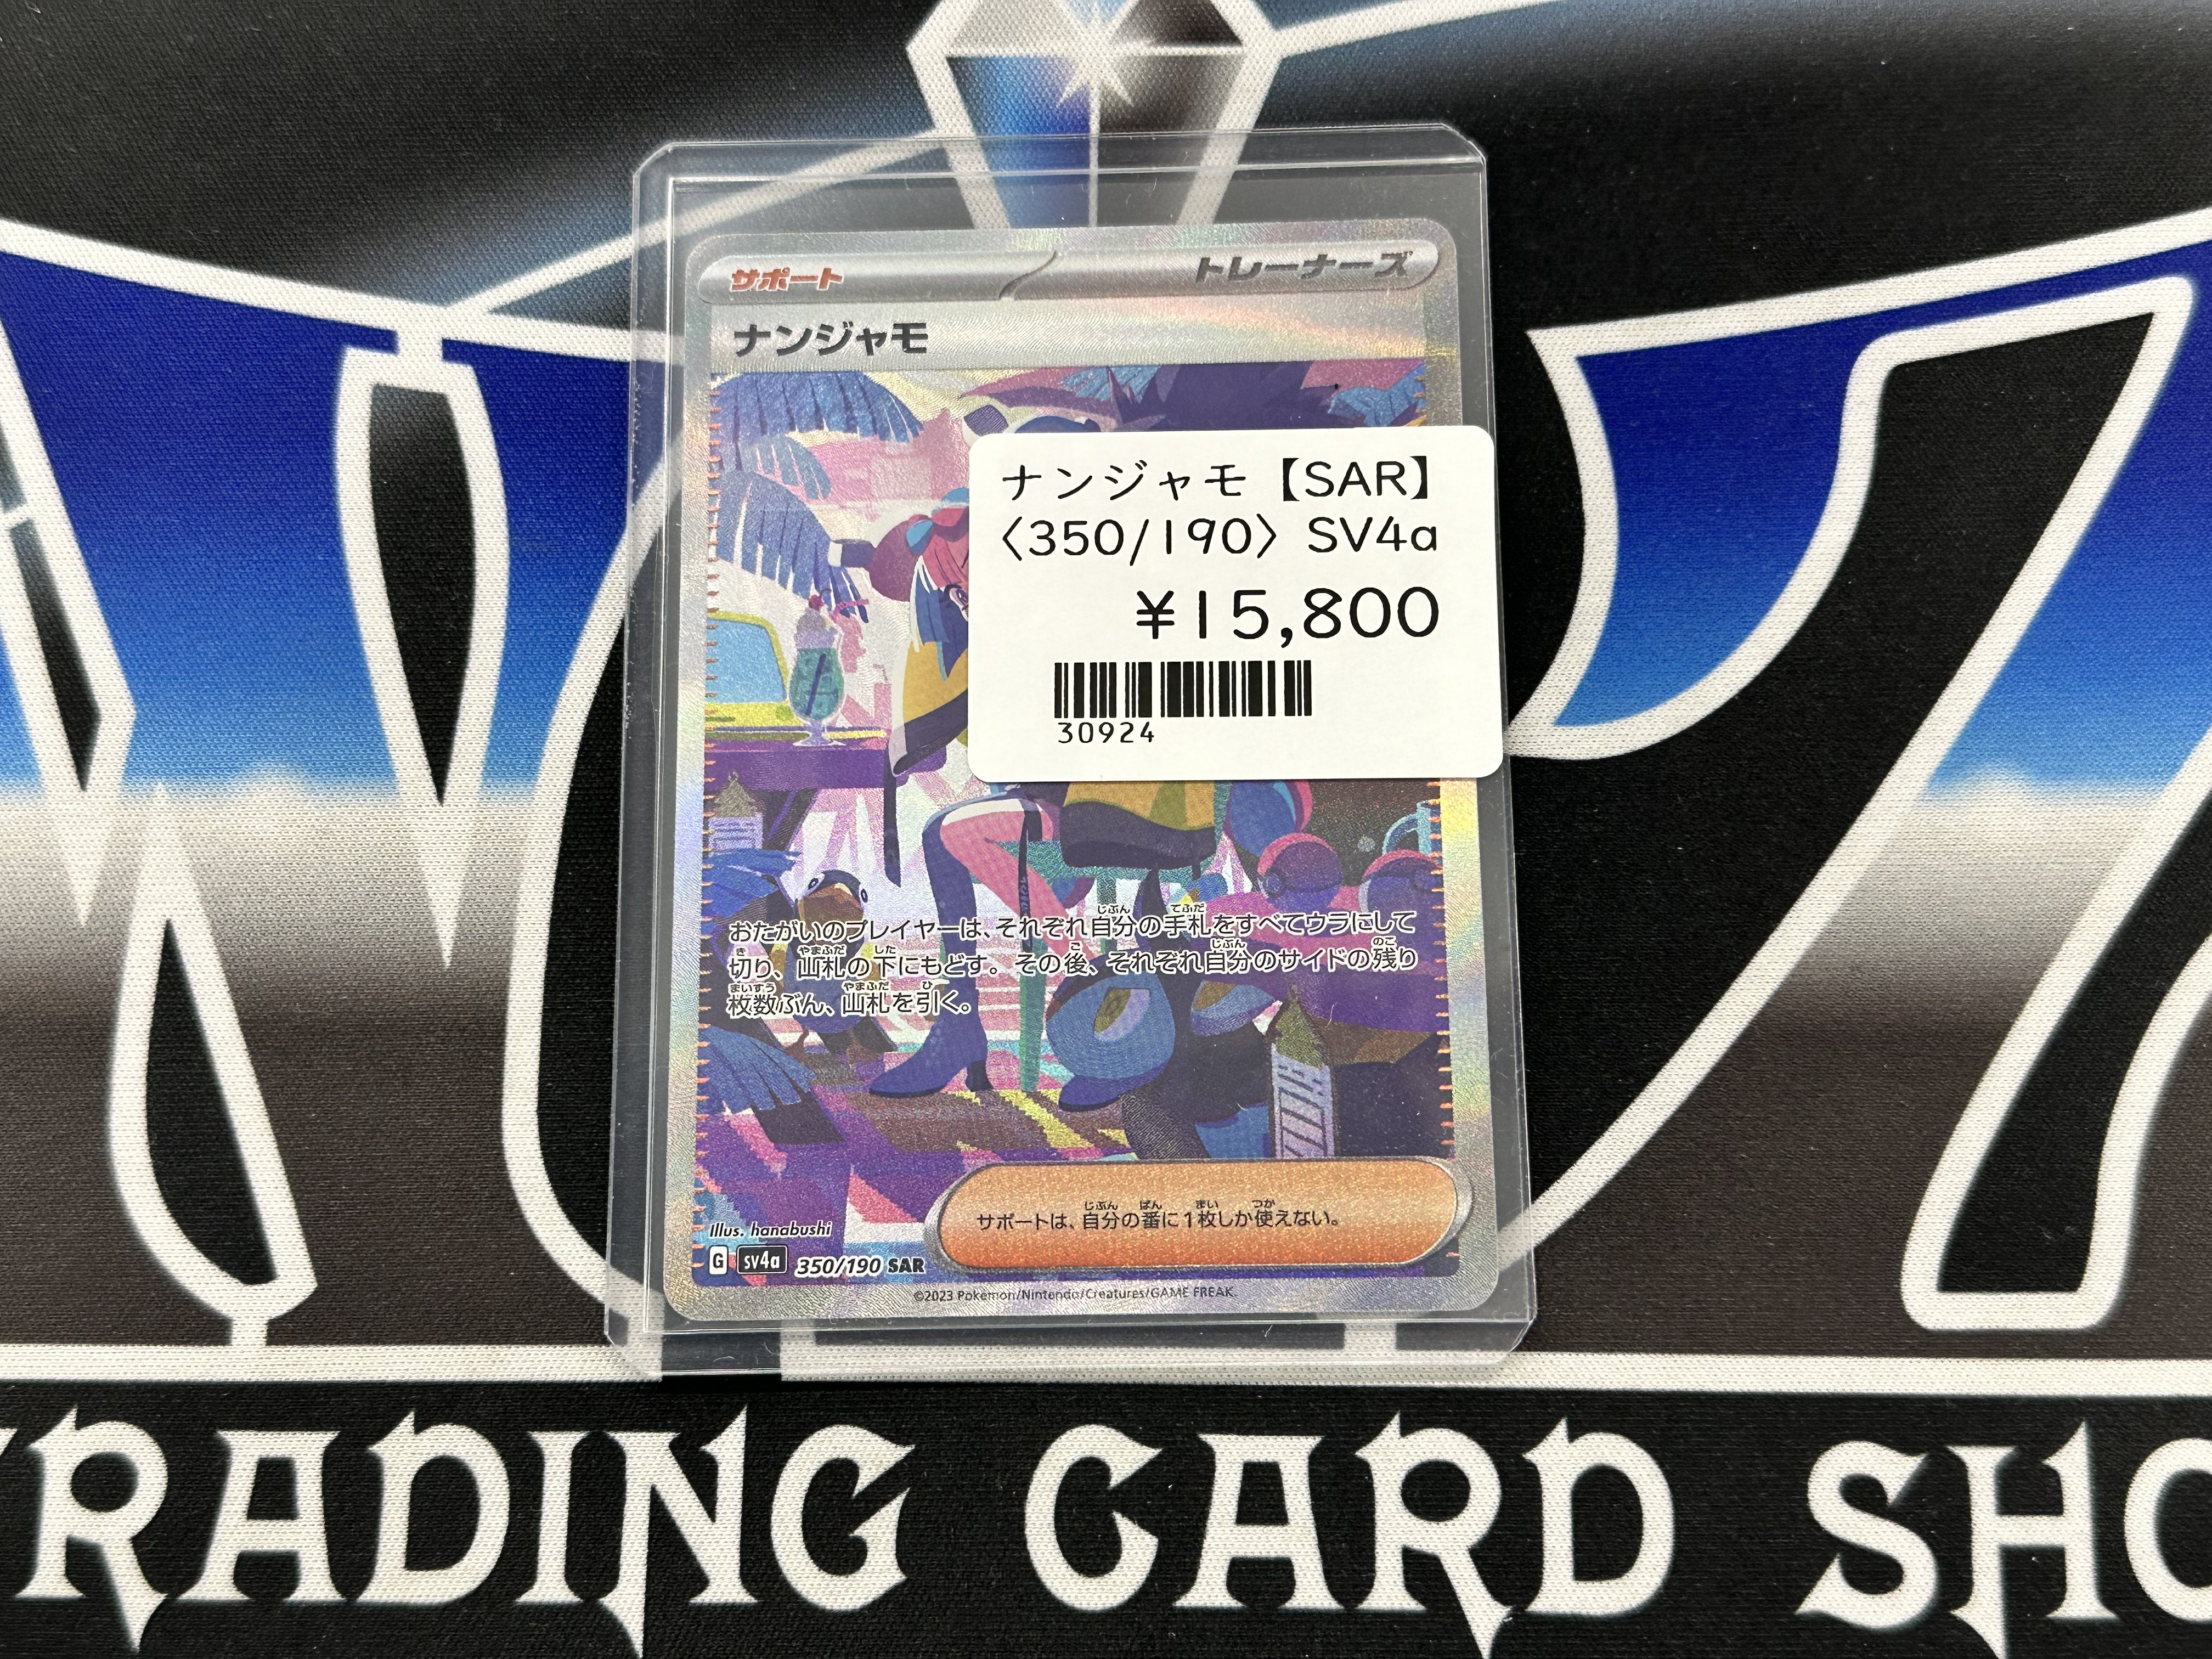 サポート
トレーナーズ
ナンジャモ
ナンジャモ【SAR】
〈350/190〉 SV4a
¥15,800
30924
おたがいのプレイヤーは、それぞれ自分の手札をすべてウラにして
切り、山札の下にもどす。その後、それぞれ自分のサイドの残り
枚数ぶん、山札を引く。
サポートは、自分の番に1枚しか使えない。
Illus. hanabushi
G sv4a 350/190 SAR
©2023 Pokémon/Nintendo/Creatures/GAME FREAK.
RADING CARD SHO